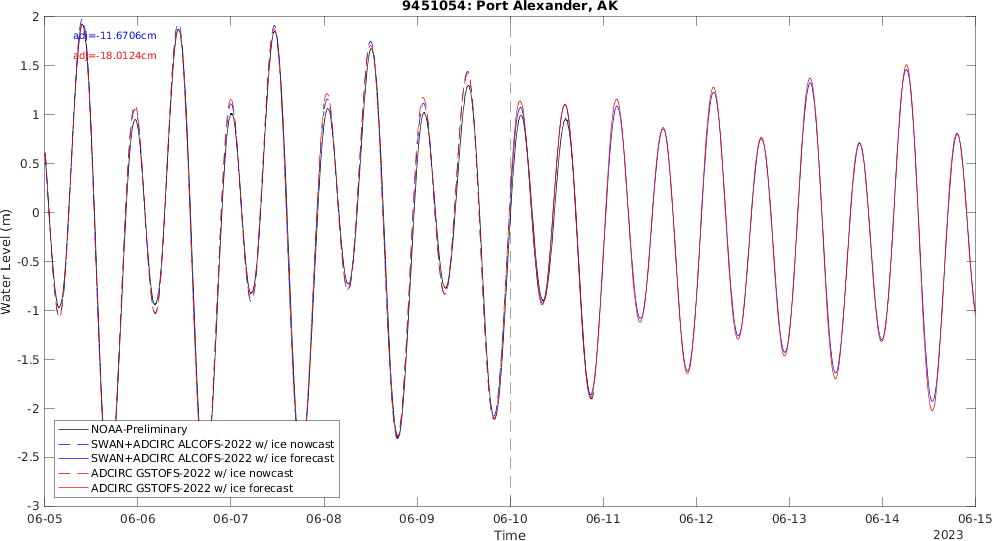 9451054: Port Alexander, AK
adj=-11.6706cm
adj=-18.0124cm
Water Level (m)
2
1.5
1
0.5
0
-0.5
-1
-1.5
-2
-2.5
-3
NOAA-Preliminary
SWAN+ADCIRC ALCOFS-2022 w/ ice nowcast
SWAN+ADCIRC ALCOFS-2022 w/ ice forecast
ADCIRC GSTOFS-2022 w/ ice nowcast
ADCIRC GSTOFS-2022 w/ ice forecast
06-05 06-06 06-07 06-08 06-09 06-10 06-11 06-12 06-13 06-14 06-15
Time
2023